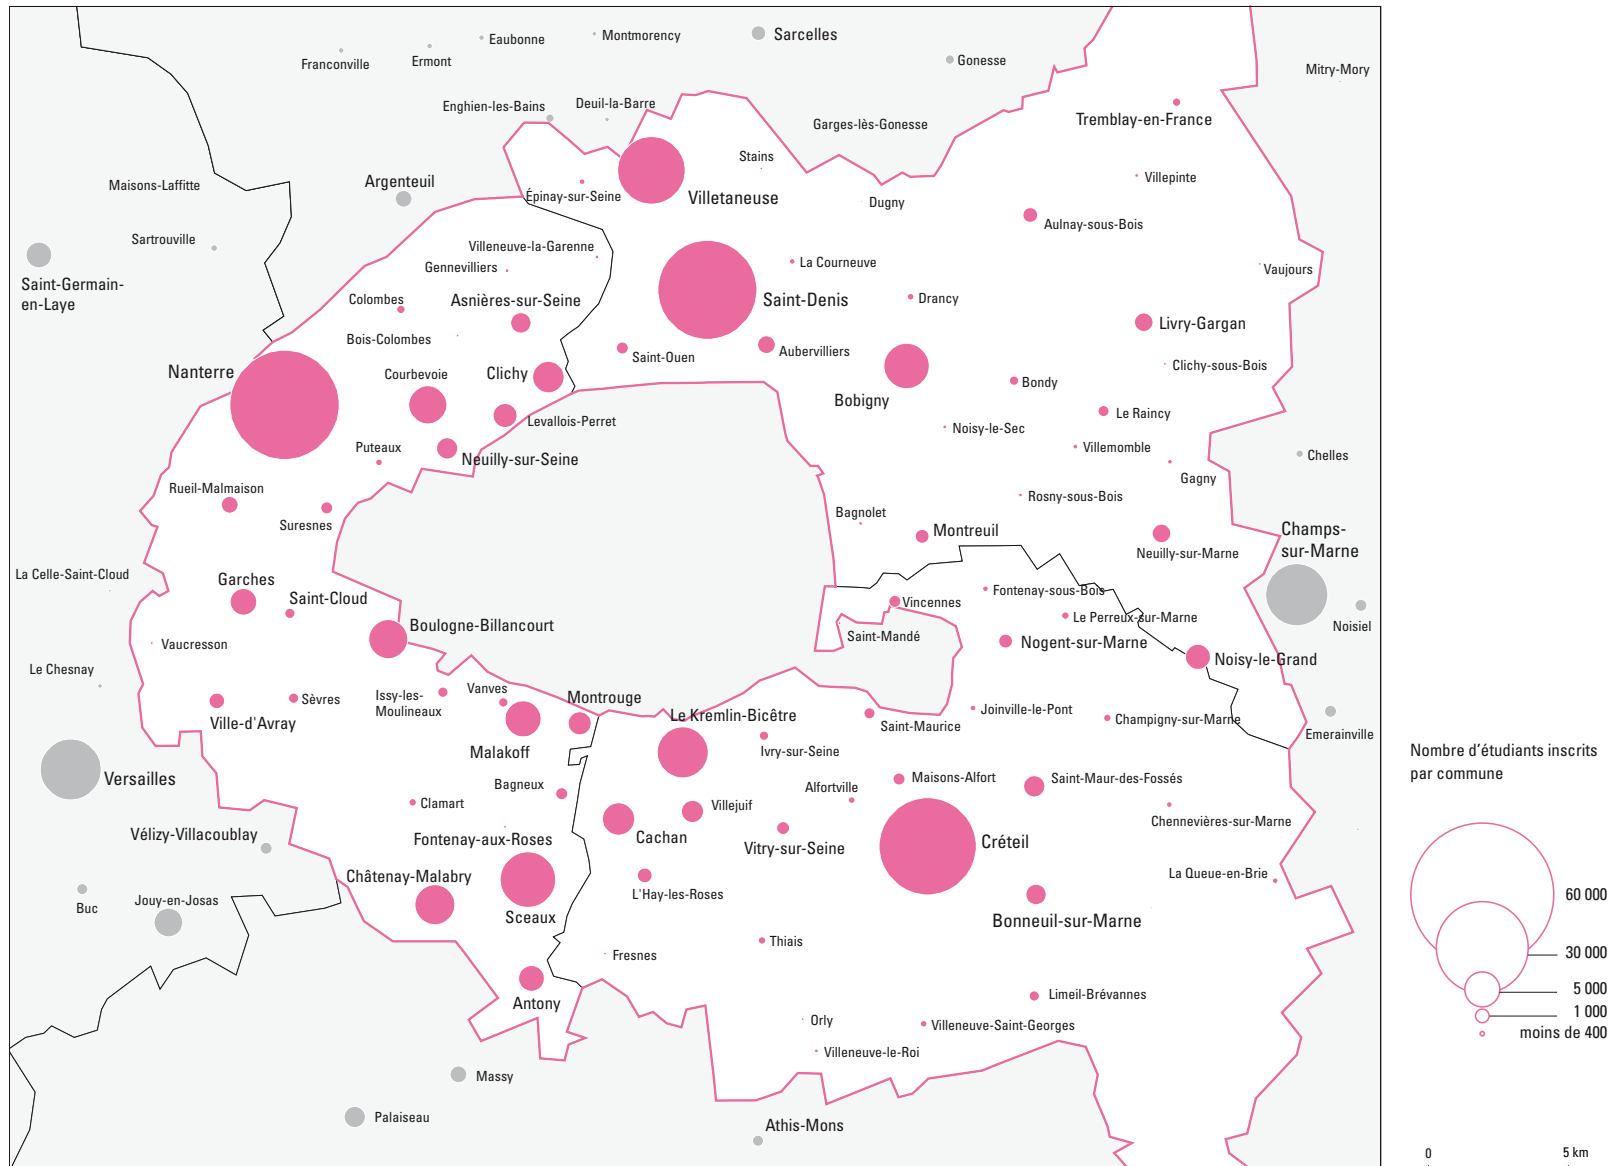 Eaubonne
Montmorency
Sarcelles
Franconville
Ermont
Gonesse
Mitry-Mory
Enghien-les-Bains
Deuil-la-Barre
Garges-lès-Gonesse
Tremblay-en-France
Stains
Villepinte
Maisons-Laffitte
Argenteuil
Épinay-sur-Seine
Villetaneuse
Dugny
Aulnay-sous-Bois
Sartrouville
Villeneuve-la-Garenne
Gennevilliers
La Courneuve
Vaujours
Saint-Germain-
en-Laye
Colombes
Asnières-sur-Seine
Saint-Denis
Drancy
Livry-Gargan
Bois-Colombes
Saint-Ouen
Aubervilliers
Nanterre
Courbevoie
Clichy
Clichy-sous-Bois
Bobigny
Bondy
Levallois-Perret
Le Raincy
Noisy-le-Sec
Puteaux
Neuilly-sur-Seine
Villemomble
Chelles
Gagny
Rueil-Malmaison
Suresnes
Rosny-sous-Bois
Bagnolet
Montreuil
Champs-
sur-Marne
Neuilly-sur-Marne
La Celle-Saint-Cloud
Garches
Saint-Cloud
Fontenay-sous-Bois
Vincennes
Le Perreux-sur-Marne
Noisiel
Boulogne-Billancourt
Saint-Mandé
Vaucresson
Nogent-sur-Marne
Noisy-le-Grand
Le Chesnay
Sèvres
Issy-les-
Moulineaux
Vanves
Montrouge
Le Kremlin-Bicêtre
Joinville-le-Pont
Saint-Maurice
Champigny-sur-Marne
Ville-d'Avray
Malakoff
Ivry-sur-Seine
Emerainville
Nombre d'étudiants inscrits
par commune
Versailles
Bagneux
Alfortville
Maisons-Alfort
Saint-Maur-des-Fossés
Clamart
Villejuif
Chennevières-sur-Marne
Vélizy-Villacoublay
Fontenay-aux-Roses
Cachan
Vitry-sur-Seine
Créteil
Châtenay-Malabry
La Queue-en-Brie
Buc
Jouy-en-Josas
Sceaux
L'Hay-les-Roses
Bonneuil-sur-Marne
60 000
Thiais
Fresnes
30 000
5 000
Antony
Limeil-Brévannes
1 000
Orly
Villeneuve-Saint-Georges
moins de 400
Villeneuve-le-Roi
Massy
Palaiseau
Athis-Mons
0
5 km